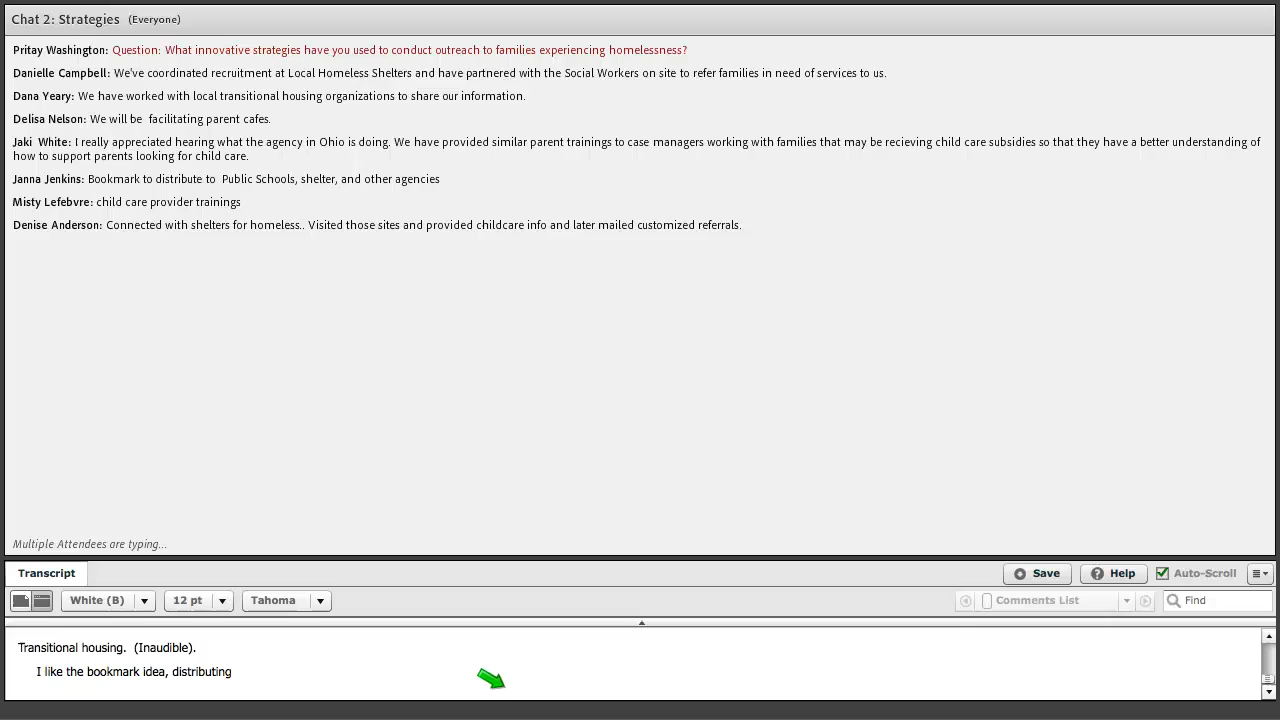 Chat 2: Strategies (Everyone)
Pritay Washington: Question: What innovative strategies have you used to conduct outreach to families experiencing homelessness?
Danielle Campbell: We've coordinated recruitment at Local Homeless Shelters and have partnered with the Social Workers on site to refer families in need of services to us.
Dana Yeary: We have worked with local transitional housing organizations to share our information.
Delisa Nelson: We will be  facilitating parent cafes.
Jaki  White: I really appreciated hearing what the agency in Ohio is doing. We have provided similar parent trainings to case managers working with families that may be recieving child care subsidies so that they have a better understanding of
how to support parents looking for child care.
Janna Jenkins: Bookmark to distribute to  Public Schools, shelter, and other agencies
Misty Lefebvre: child care provider trainings
Denise Anderson: Connected with shelters for homeless.. Visited those sites and provided childcare info and later mailed customized referrals.
Multiple Attendees are typing...
Transcript Save Help Auto-Scroll
White (B) 12 pt Tahoma Comments List Find
Transitional housing.  (Inaudible).
I like the bookmark idea, distributing